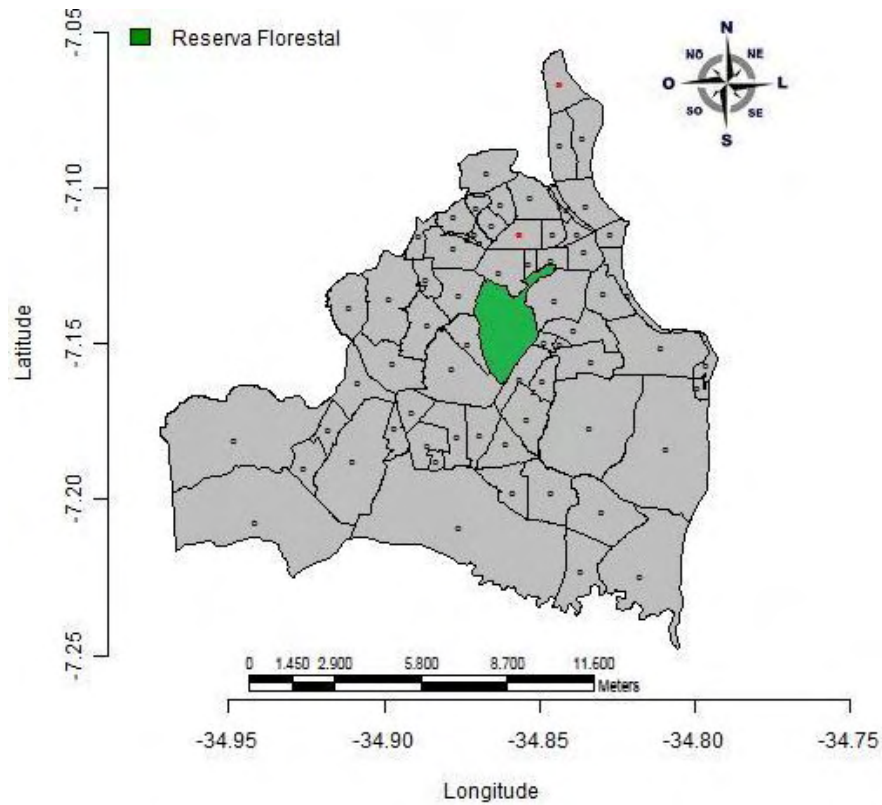 Reserva Florestal
N
NO NE
O L
SO SE
S
Latitude
-7.05
-7.10
-7.15
-7.20
-7.25
0 1.450 2.900 5.800 8.700 11.600
Meters
-34.95 -34.90 -34.85 -34.80 -34.75
Longitude